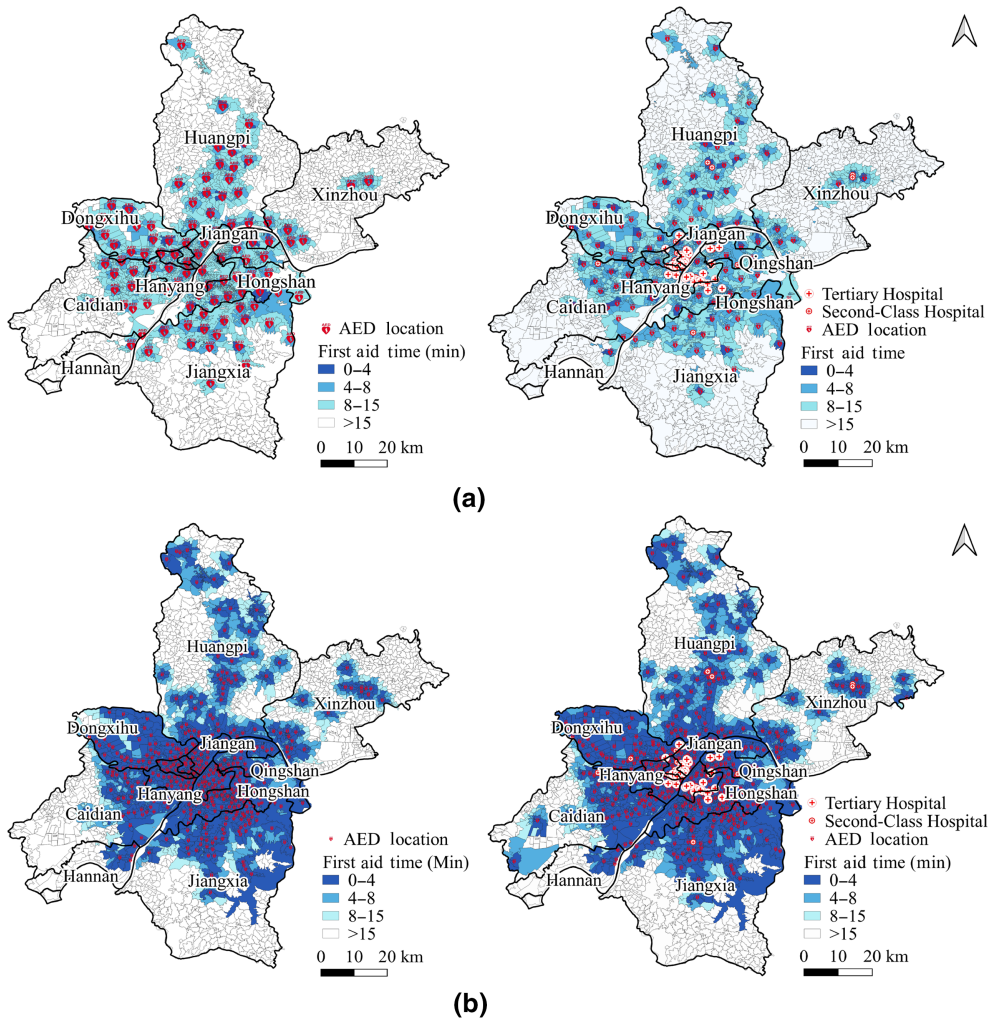 Huangpi
Xinzhou
Dongxihu
Jiangan
Hanyang
Hongshan
Caidian
Hannan
Jiangxia
AED location
First aid time (min)
0–4
4–8
8–15
>15
0 10 20 km
Huangpi
Xinzhou
Dongxihu
Jiangan
Qingshan
Hanyang
Hongshan
Caidian
Hannan
Jiangxia
Tertiary Hospital
Second-Class Hospital
AED location
First aid time
0–4
4–8
8–15
>15
0 10 20 km
(a)
Huangpi
Xinzhou
Dongxihu
Jiangan
Qingshan
Hanyang
Hongshan
Caidian
Hannan
Jiangxia
AED location
First aid time (Min)
0–4
4–8
8–15
>15
0 10 20 km
Huangpi
Xinzhou
Dongxihu
Jiangan
Hanyang
Qingshan
Hongshan
Caidian
Hannan
Jiangxia
Tertiary Hospital
Second-Class Hospital
AED location
First aid time (min)
0–4
4–8
8–15
>15
0 10 20 km
(b)